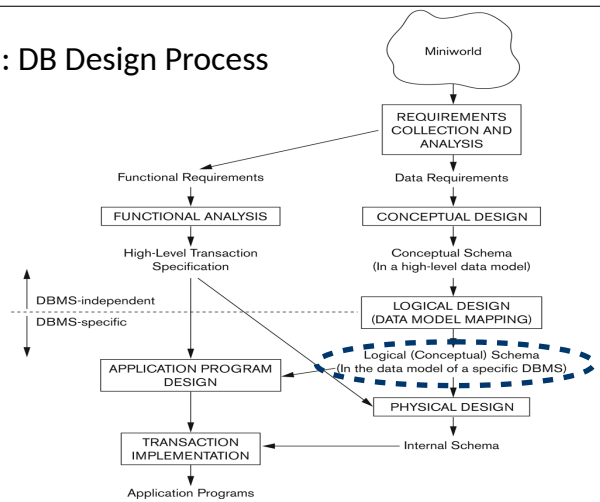 : DB Design Process
Miniworld
REQUIREMENTS
COLLECTION AND
ANALYSIS
Functional Requirements
Data Requirements
FUNCTIONAL ANALYSIS
CONCEPTUAL DESIGN
High-Level Transaction
Specification
Conceptual Schema
(In a high-level data model)
DBMS-independent
DBMS-specific
LOGICAL DESIGN
(DATA MODEL MAPPING)
Logical (Conceptual) Schema
(In the data model of a specific DBMS)
APPLICATION PROGRAM
DESIGN
PHYSICAL DESIGN
TRANSACTION
IMPLEMENTATION
Internal Schema
Application Programs